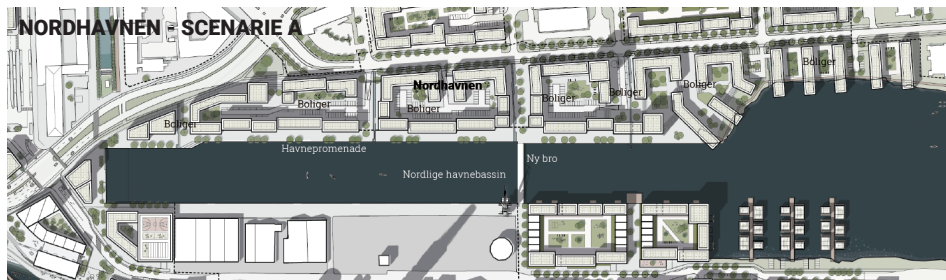 NORDHAVNEN - SCENARIE A
Boliger
Nordhavnen
Boliger
Boliger
Boliger
Boliger
Boliger
Boliger
Boliger
Havnepromenade
Ny bro
Nordlige havnebassin